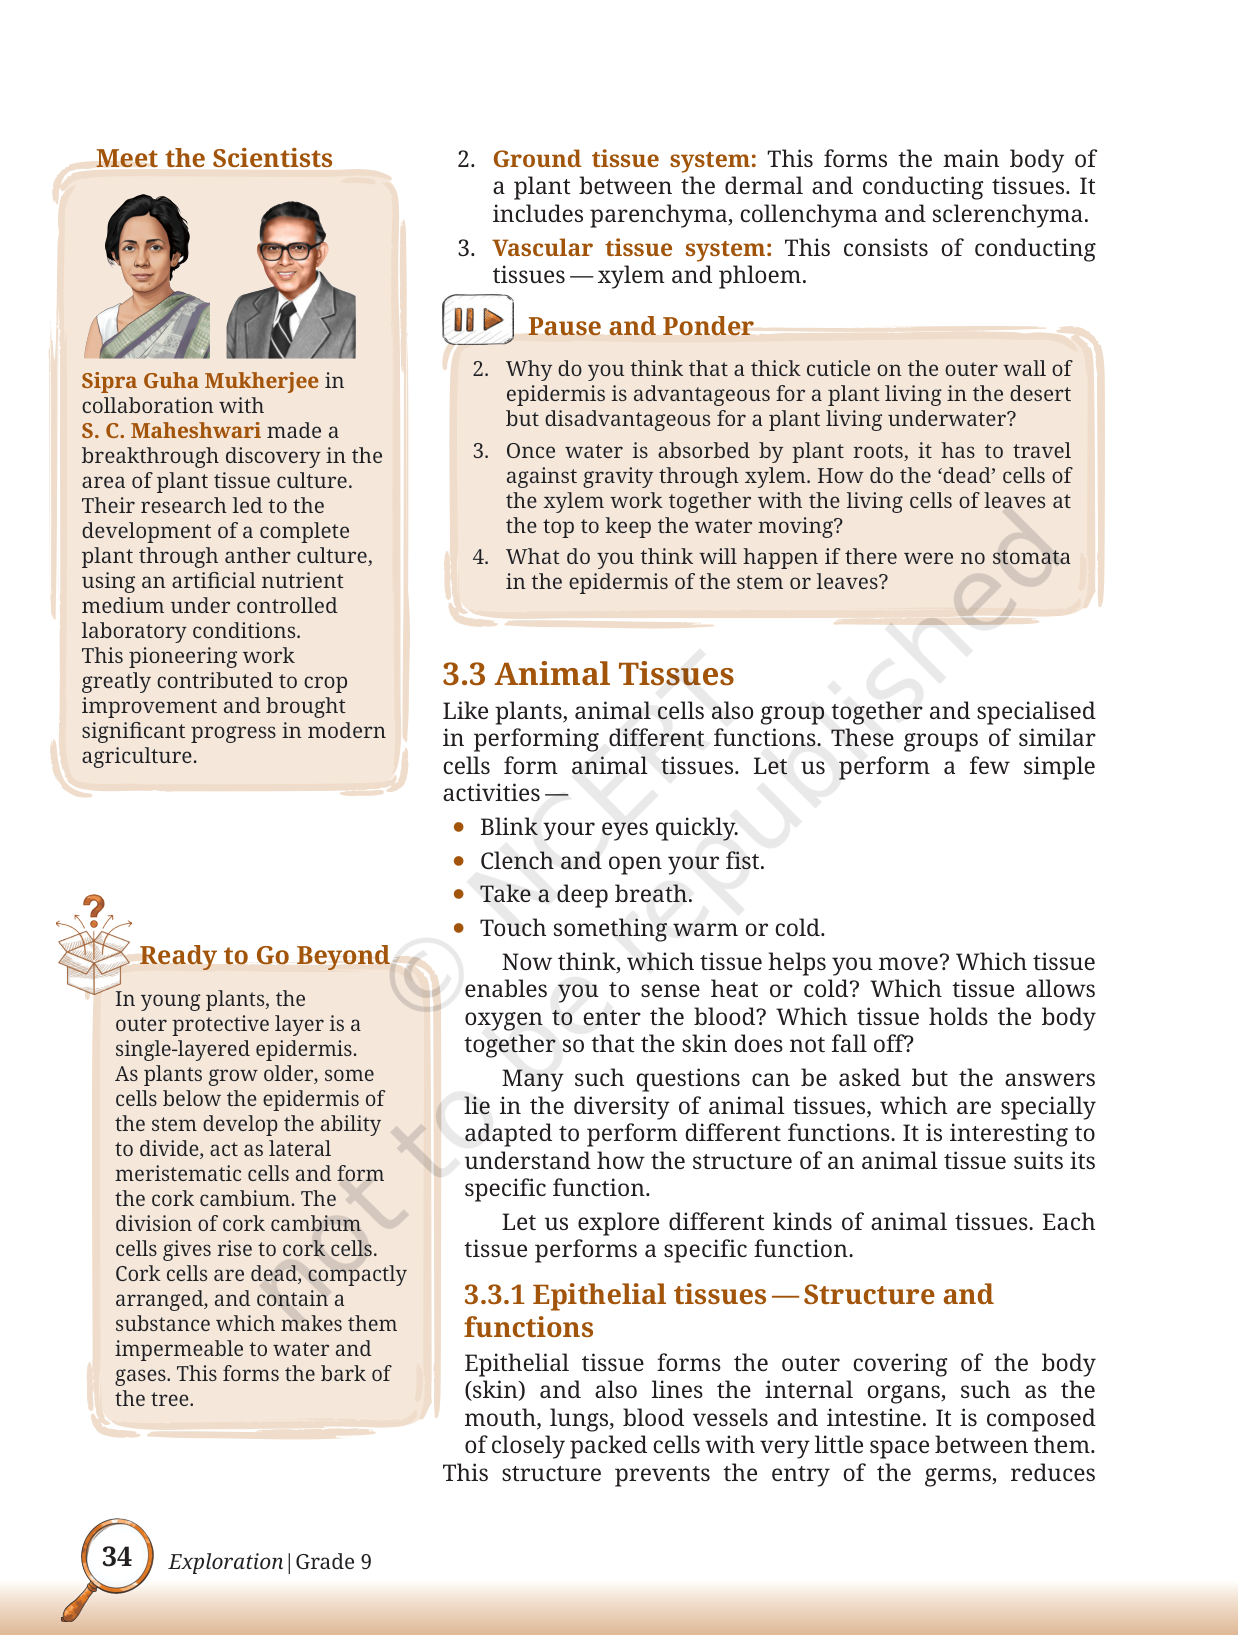 Meet the Scientists
Sipra Guha Mukherjee in
collaboration with
S. C. Maheshwari made a
breakthrough discovery in the
area of plant tissue culture.
Their research led to the
development of a complete
plant through anther culture,
using an artificial nutrient
medium under controlled
laboratory conditions.
This pioneering work
greatly contributed to crop
improvement and brought
significant progress in modern
agriculture.
Ready to Go Beyond
In young plants, the
outer protective layer is a
single-layered epidermis.
As plants grow older, some
cells below the epidermis of
the stem develop the ability
to divide, act as lateral
meristematic cells and form
the cork cambium. The
division of cork cambium
cells gives rise to cork cells.
Cork cells are dead, compactly
arranged, and contain a
substance which makes them
impermeable to water and
gases. This forms the bark of
the tree.
2. Ground tissue system: This forms the main body of
a plant between the dermal and conducting tissues. It
includes parenchyma, collenchyma and sclerenchyma.
3. Vascular tissue system: This consists of conducting
tissues — xylem and phloem.
Pause and Ponder
2. Why do you think that a thick cuticle on the outer wall of
epidermis is advantageous for a plant living in the desert
but disadvantageous for a plant living underwater?
3. Once water is absorbed by plant roots, it has to travel
against gravity through xylem. How do the ‘dead’ cells of
the xylem work together with the living cells of leaves at
the top to keep the water moving?
4. What do you think will happen if there were no stomata
in the epidermis of the stem or leaves?
3.3 Animal Tissues
Like plants, animal cells also group together and specialised
in performing different functions. These groups of similar
cells form animal tissues. Let us perform a few simple
activities —
• Blink your eyes quickly.
• Clench and open your fist.
• Take a deep breath.
• Touch something warm or cold.
Now think, which tissue helps you move? Which tissue
enables you to sense heat or cold? Which tissue allows
oxygen to enter the blood? Which tissue holds the body
together so that the skin does not fall off?
Many such questions can be asked but the answers
lie in the diversity of animal tissues, which are specially
adapted to perform different functions. It is interesting to
understand how the structure of an animal tissue suits its
specific function.
Let us explore different kinds of animal tissues. Each
tissue performs a specific function.
3.3.1 Epithelial tissues — Structure and
functions
Epithelial tissue forms the outer covering of the body
(skin) and also lines the internal organs, such as the
mouth, lungs, blood vessels and intestine. It is composed
of closely packed cells with very little space between them.
This structure prevents the entry of the germs, reduces
© NCERT
not to be republished
34
Exploration|Grade 9